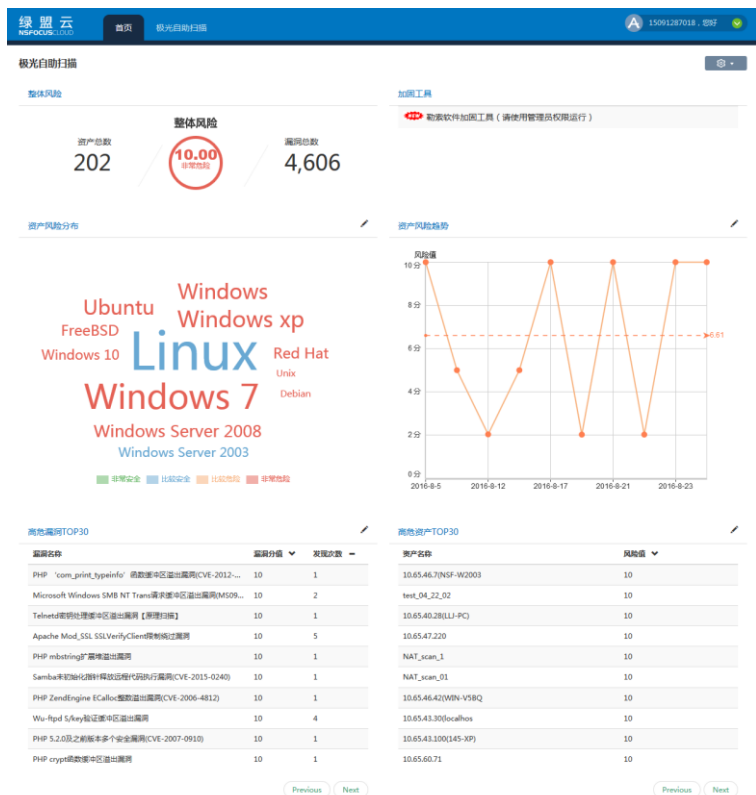 绿盟云
NSFOCUSCLOUD
首页
极光自助扫描
15091287018，您好
极光自助扫描
整体风险
资产总数
202
整体风险
10.00
非常危险
漏洞总数
4,606
加固工具
NEW 勒索软件加固工具（请使用管理员权限运行）
资产风险分布
Windows
Ubuntu
Windows xp
FreeBSD
Windows 10
Linux
Red Hat
Unix
Windows 7
Debian
Windows Server 2008
Windows Server 2003
非常安全 比较安全 比较危险 非常危险
资产风险趋势
风险值
10分
8分
6分
6.61
4分
2分
0分
2016-8-5 2016-8-12 2016-8-17 2016-8-21 2016-8-23
高危漏洞TOP30
漏洞名称 漏洞分值 发现次数
PHP ‘com_print_typeinfo’函数缓冲区溢出漏洞(CVE-2012-... 10 1
Microsoft Windows SMB NT Trans请求缓冲区溢出漏洞(MS09... 10 2
Telnetd密钥处理缓冲区溢出漏洞【原理扫描】 10 1
Apache Mod_SSL SSLVerifyClient限制绕过漏洞 10 5
PHP mbstring扩展堆溢出漏洞 10 1
Samba未初始化指针释放远程代码执行漏洞(CVE-2015-0240) 10 1
PHP ZendEngine ECalloc整数溢出漏洞(CVE-2006-4812) 10 1
Wu-ftpd S/key验证缓冲区溢出漏洞 10 4
PHP 5.2.0及之前版本多个安全漏洞(CVE-2007-0910) 10 1
PHP crypt函数缓冲区溢出漏洞 10 1
Previous Next
高危资产TOP30
资产名称 风险值
10.65.46.7(NSF-W2003 10
test_04_22_02 10
10.65.40.28(LLJ-PC) 10
10.65.47.220 10
NAT_scan_1 10
NAT_scan_01 10
10.65.46.42(WIN-V5BQ 10
10.65.43.30(localhos 10
10.65.43.100(145-XP) 10
10.65.60.71 10
Previous Next